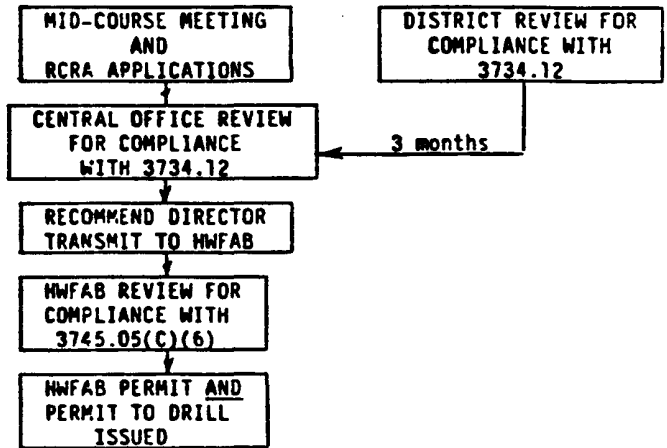 MID-COURSE MEETING
AND
RCRA APPLICATIONS
DISTRICT REVIEW FOR
COMPLIANCE WITH
3734.12
CENTRAL OFFICE REVIEW
FOR COMPLIANCE
WITH 3734.12
3 months
RECOMMEND DIRECTOR
TRANSMIT TO HWFAB
HWFAB REVIEW FOR
COMPLIANCE WITH
3745.05(C)(6)
HWFAB PERMIT AND
PERMIT TO DRILL
ISSUED